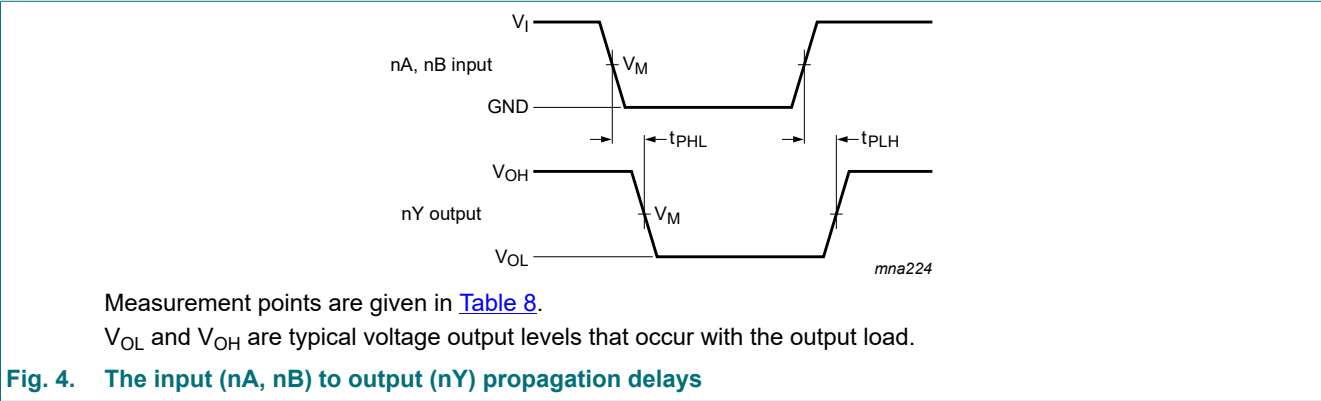 VI
nA, nB input
VM
GND
tPHL
tPLH
VOH
nY output
VM
VOL
mna224
Measurement points are given in Table 8.
VOL and VOH are typical voltage output levels that occur with the output load.
Fig. 4. The input (nA, nB) to output (nY) propagation delays